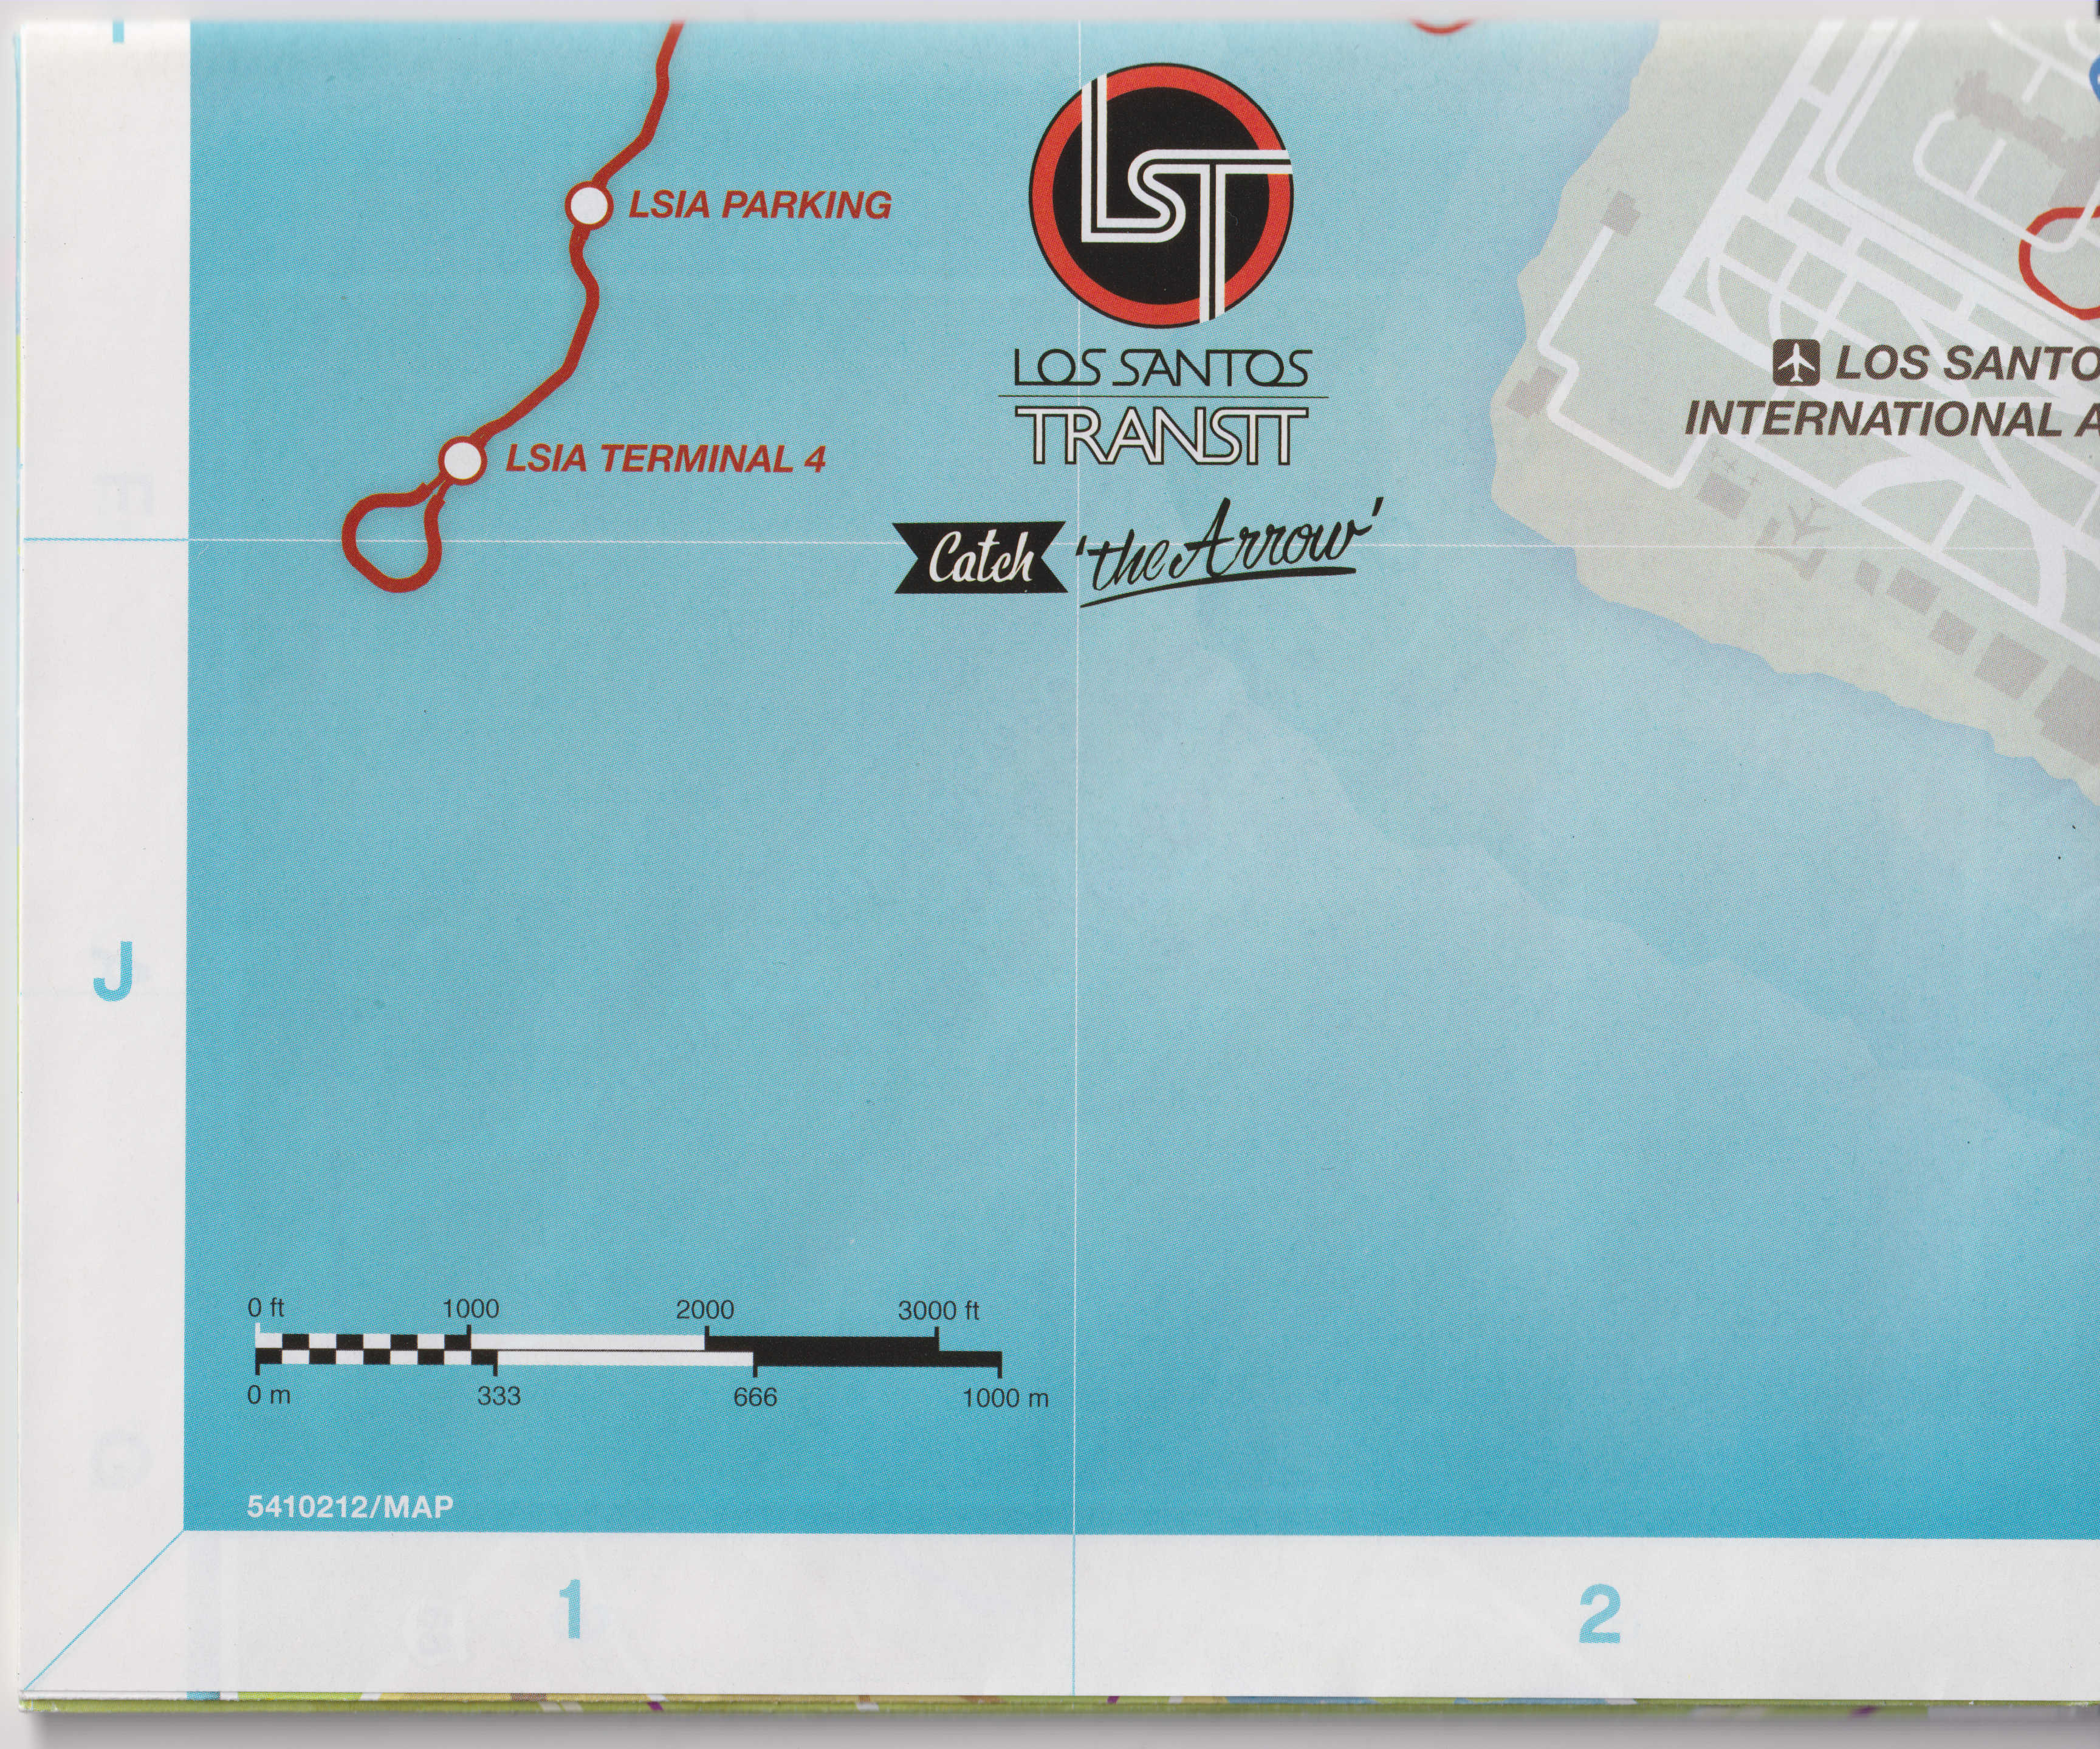 LSIA PARKING
LST
LOS SANTOS
TRANSIT
LOS SANTO
INTERNATIONAL A
LSIA TERMINAL 4
Catch 'the Arrow'
J
0 ft 1000 2000 3000 ft
0 m 333 666 1000 m
5410212/MAP
1 2